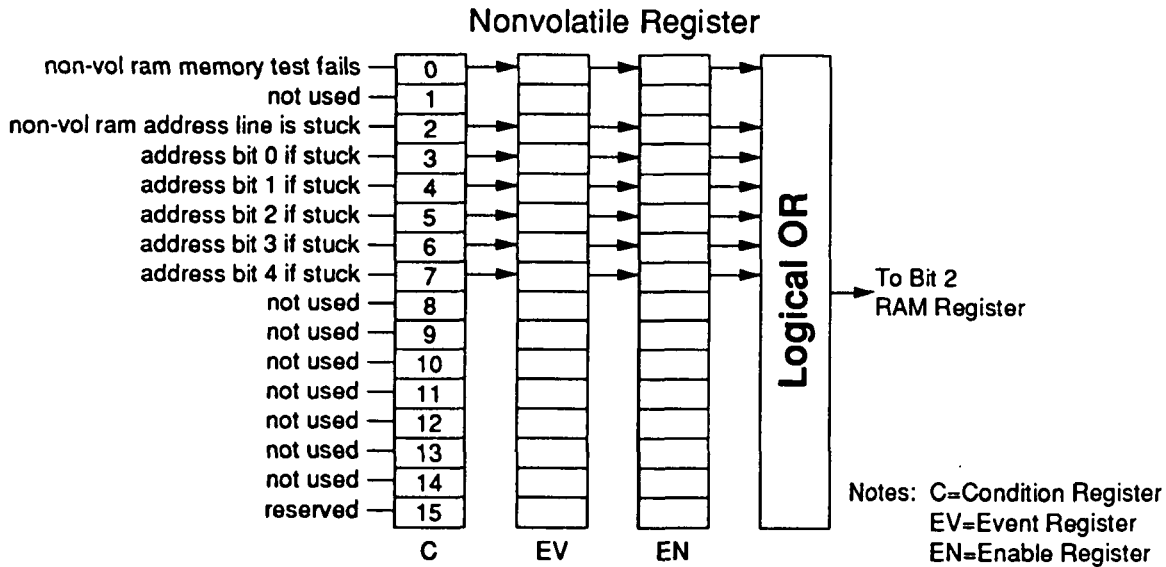 Nonvolatile Register
non-vol ram memory test fails 0
not used 1
non-vol ram address line is stuck 2
address bit 0 if stuck 3
address bit 1 if stuck 4
address bit 2 if stuck 5
address bit 3 if stuck 6
address bit 4 if stuck 7
not used 8
not used 9
not used 10
not used 11
not used 12
not used 13
not used 14
reserved 15
C EV EN
Logical OR
To Bit 2
RAM Register
Notes: C=Condition Register
EV=Event Register
EN=Enable Register